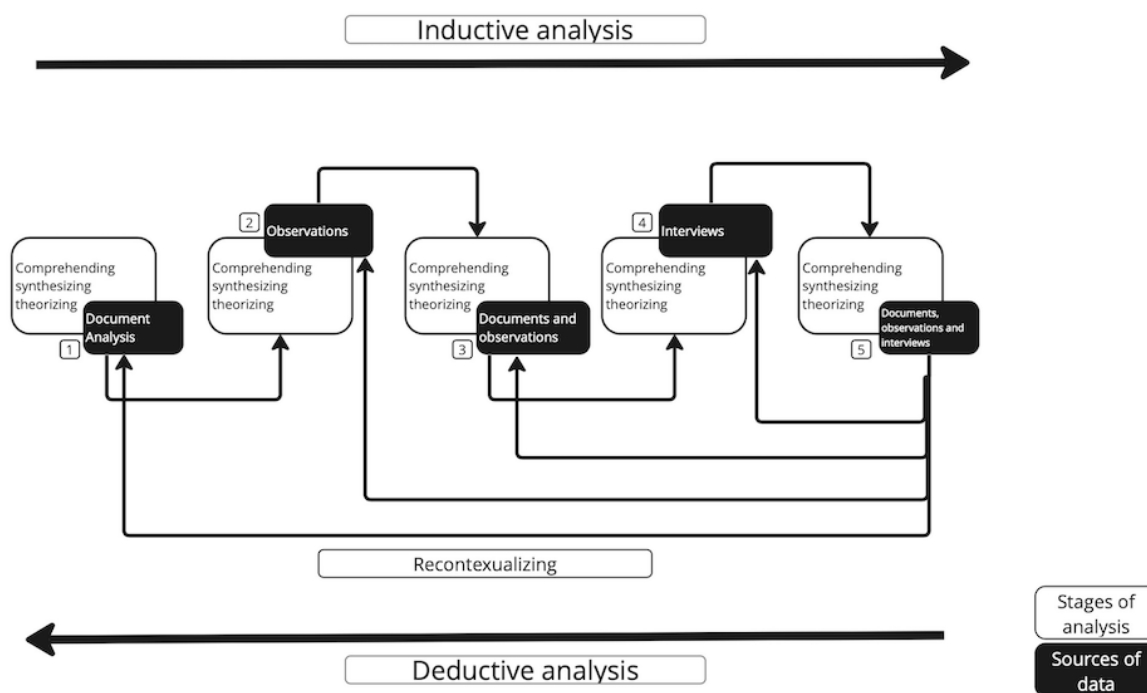 Inductive analysis
2
Observations
4
Interviews
Comprehending
synthesizing
theorizing
Comprehending
synthesizing
theorizing
Comprehending
synthesizing
theorizing
Comprehending
synthesizing
theorizing
Comprehending
synthesizing
theorizing
1
Document
Analysis
3
Documents and
observations
5
Documents,
observations and
interviews
Recontexualizing
Deductive analysis
Stages of
analysis
Sources of
data